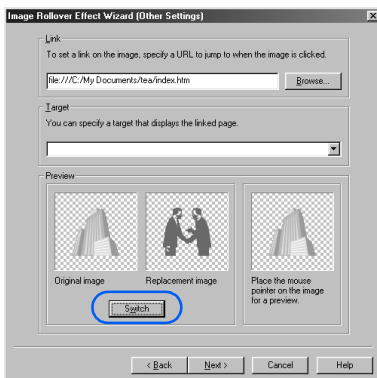 Image Rollover Effect Wizard (Other Settings)
Link
To set a link on the image, specify a URL to jump to when the image is clicked.
file:///C:/My Documents/tea/index.htm
Browse...
Target
You can specify a target that displays the linked page.
Preview
Original image
Replacement image
Place the mouse
pointer on the image
for a preview.
Switch
< Back
Next >
Cancel
Help